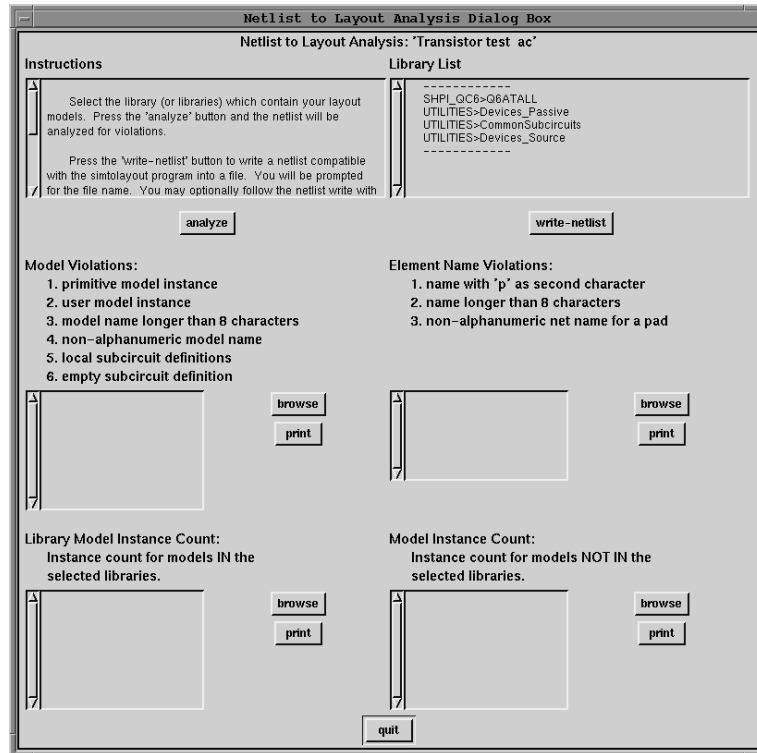 Netlist to Layout Analysis Dialog Box
Netlist to Layout Analysis: 'Transistor test ac'
Instructions
Select the library (or libraries) which contain your layout
models. Press the 'analyze' button and the netlist will be
analyzed for violations.
Press the 'write-netlist' button to write a netlist compatible
with the simtolayout program into a file. You will be prompted
for the file name. You may optionally follow the netlist write with
analyze
Library List
------------
SHPI_QC6>Q6ATALL
UTILITIES>Devices_Passive
UTILITIES>CommonSubcircuits
UTILITIES>Devices_Source
------------
write-netlist
Model Violations:
1. primitive model instance
2. user model instance
3. model name longer than 8 characters
4. non-alphanumeric model name
5. local subcircuit definitions
6. empty subcircuit definition
browse
print
Element Name Violations:
1. name with 'p' as second character
2. name longer than 8 characters
3. non-alphanumeric net name for a pad
browse
print
Library Model Instance Count:
Instance count for models IN the
selected libraries.
browse
print
Model Instance Count:
Instance count for models NOT IN the
selected libraries.
browse
print
quit